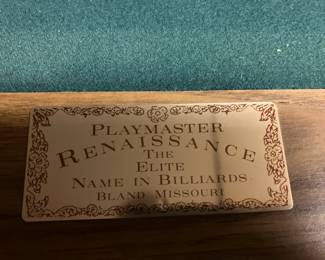 PLAYMASTER
RENAISSANCE
THE
ELITE
NAME IN BILLIARDS
BLAND MISSOURI